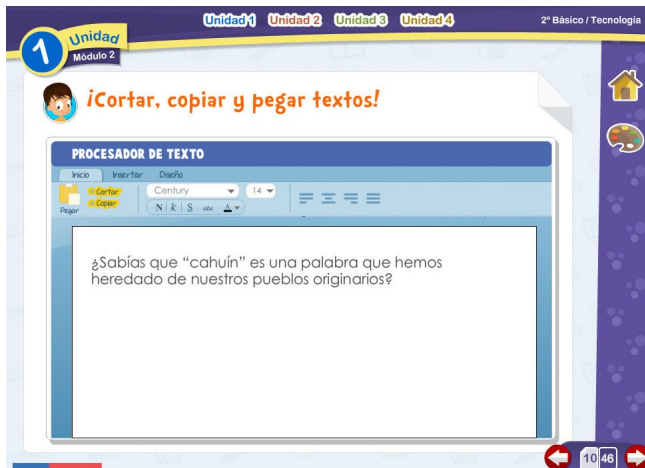 Unidad 1 Unidad 2 Unidad 3 Unidad 4
2º Básico / Tecnología
1 Unidad
Módulo 2
¡Cortar, copiar y pegar textos!
PROCESADOR DE TEXTO
Inicio Insertar Diseño
Pegar
Cortar
Copiar
Century 14
N k S abc A
¿Sabías que “cahuín” es una palabra que hemos
heredado de nuestros pueblos originarios?
10 46